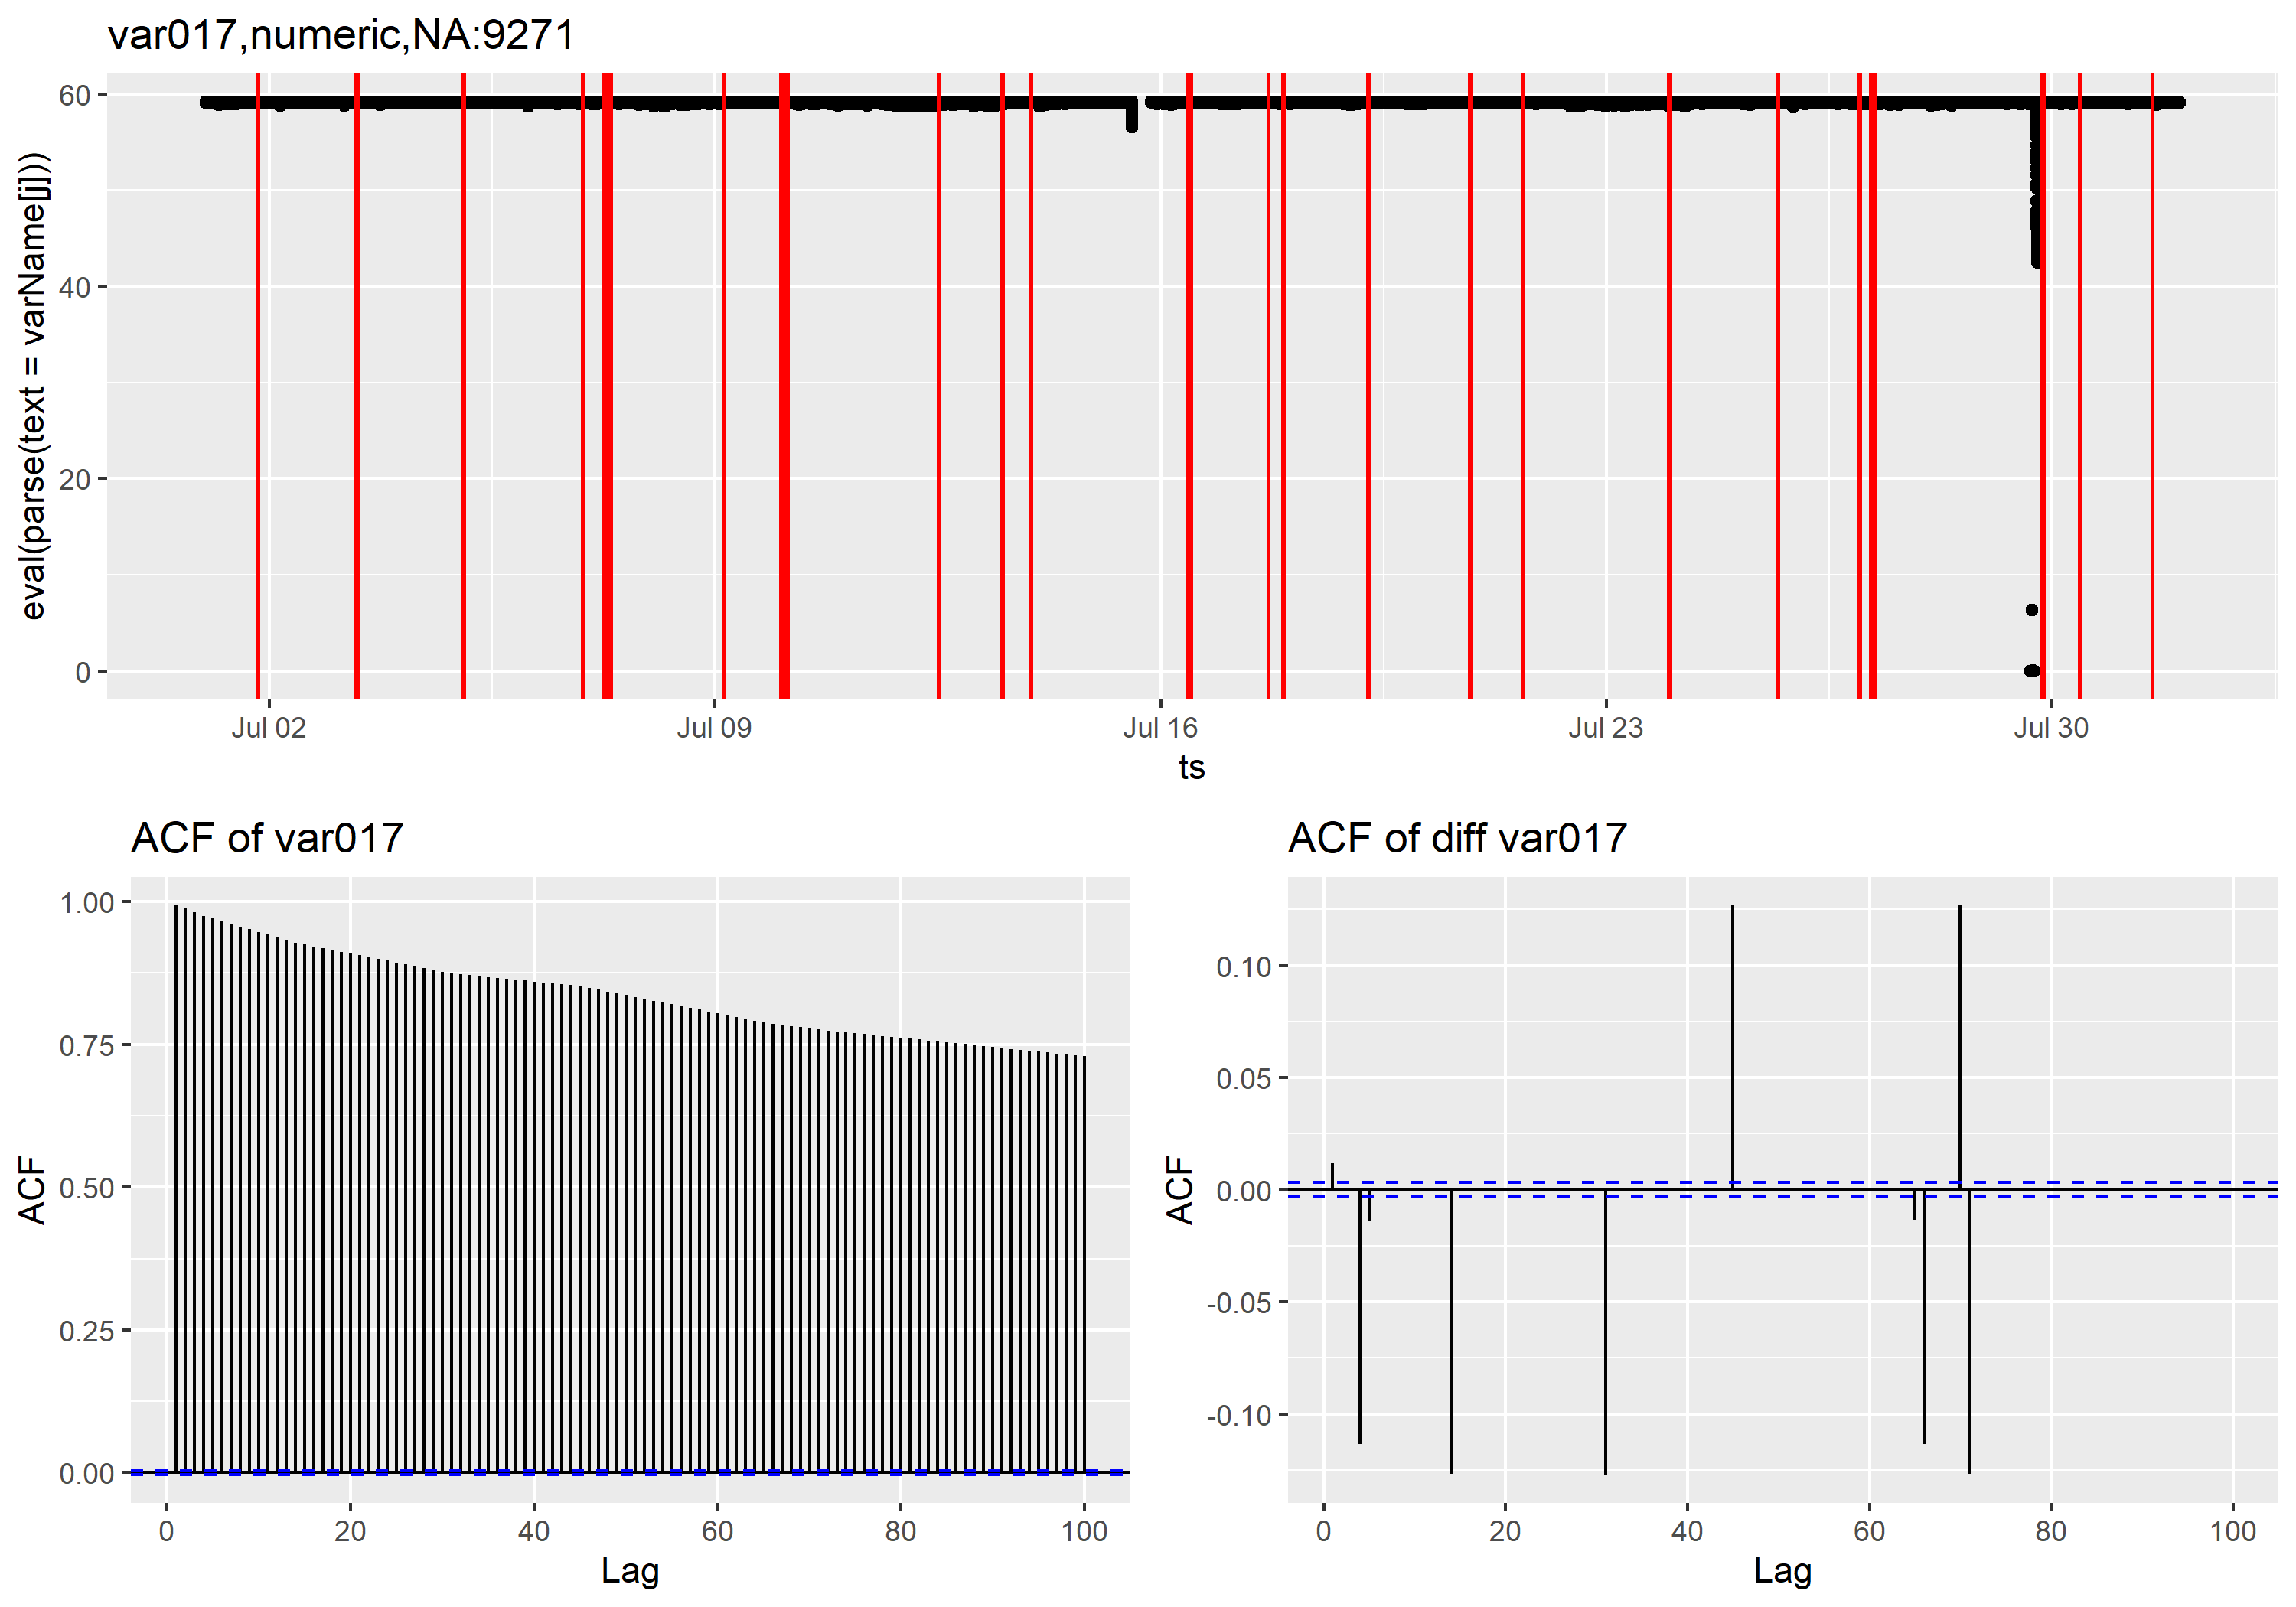 var017,numeric,NA:9271
eval(parse(text = varName[j]))
60
40
20
0
Jul 02
Jul 09
Jul 16
Jul 23
Jul 30
ts
ACF of var017
ACF
1.00
0.75
0.50
0.25
0.00
0
20
40
60
80
100
Lag
ACF of diff var017
ACF
0.10
0.05
0.00
-0.05
-0.10
0
20
40
60
80
100
Lag